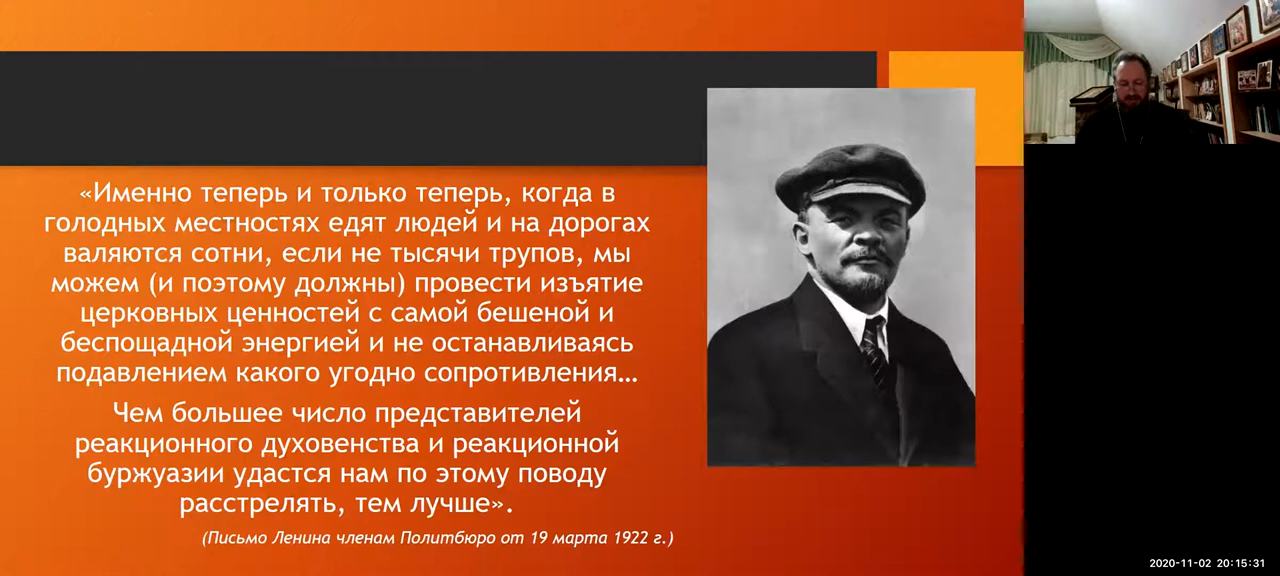 «Именно теперь и только теперь, когда в
голодных местностях едят людей и на дорогах
валяются сотни, если не тысячи трупов, мы
можем (и поэтому должны) провести изъятие
церковных ценностей с самой бешеной и
беспощадной энергией и не останавливаясь
подавлением какого угодно сопротивления…
Чем большее число представителей
реакционного духовенства и реакционной
буржуазии удастся нам по этому поводу
расстрелять, тем лучше».
(Письмо Ленина членам Политбюро от 19 марта 1922 г.)
2020-11-02 20:15:31